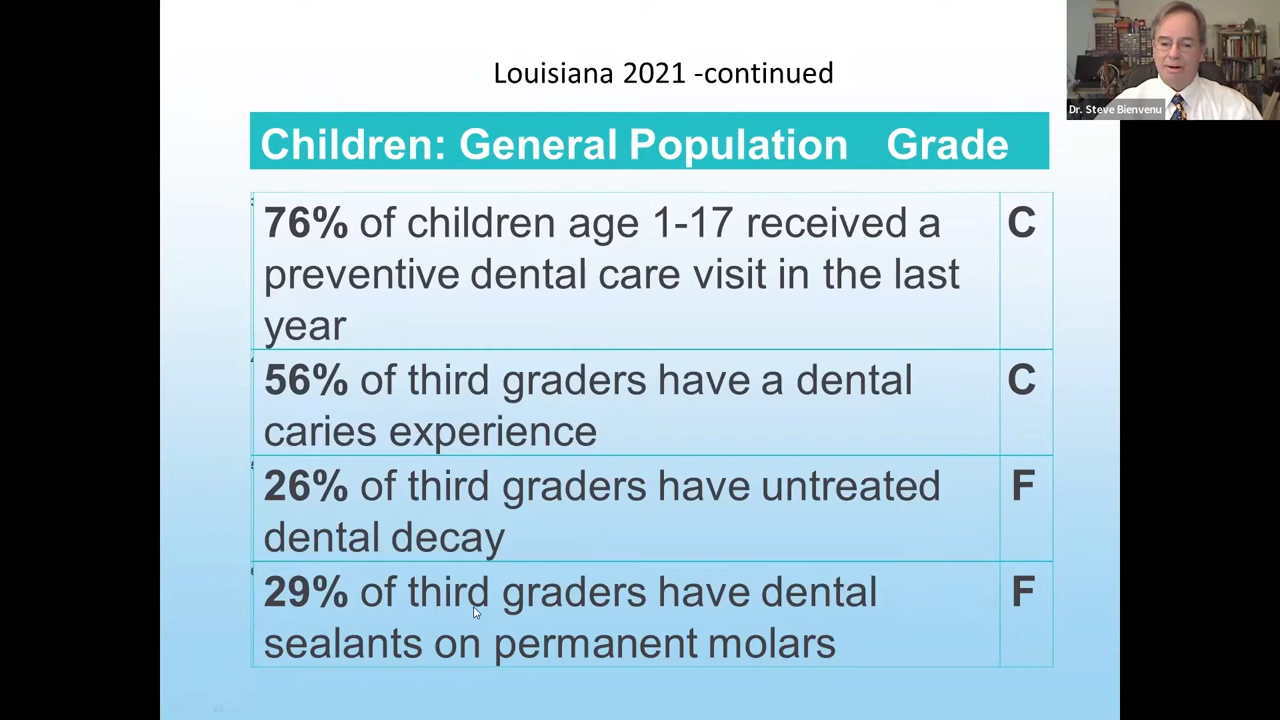 Louisiana 2021 -continued
Dr. Steve Bienvenu
Children: General Population Grade
76% of children age 1-17 received a C
preventive dental care visit in the last
year
56% of third graders have a dental C
caries experience
26% of third graders have untreated F
dental decay
29% of third graders have dental F
sealants on permanent molars